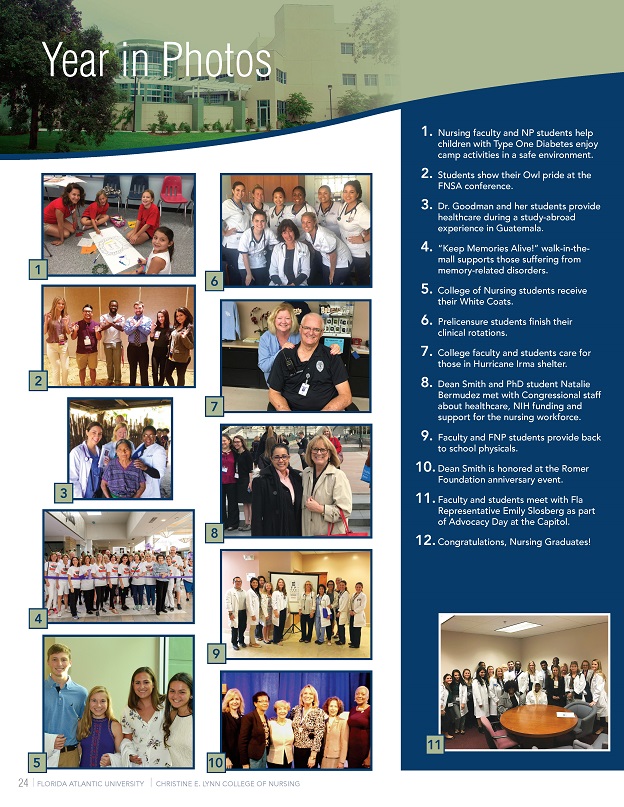 Year in Photos
1. Nursing faculty and NP students help
children with Type One Diabetes enjoy
camp activities in a safe environment.
2. Students show their Owl pride at the
FNSA conference.
3. Dr. Goodman and her students provide
healthcare during a study-abroad
experience in Guatemala.
4. “Keep Memories Alive!” walk-in-the-
mall supports those suffering from
memory-related disorders.
5. College of Nursing students receive
their White Coats.
6. Prelicensure students finish their
clinical rotations.
7. College faculty and students care for
those in Hurricane Irma shelter.
8. Dean Smith and PhD student Natalie
Bermudez met with Congressional staff
about healthcare, NIH funding and
support for the nursing workforce.
9. Faculty and FNP students provide back
to school physicals.
10. Dean Smith is honored at the Romer
Foundation anniversary event.
11. Faculty and students meet with Fla
Representative Emily Slosberg as part
of Advocacy Day at the Capitol.
12. Congratulations, Nursing Graduates!
1
2
3
4
5
6
7
8
9
10
11
24 | FLORIDA ATLANTIC UNIVERSITY | CHRISTINE E. LYNN COLLEGE OF NURSING